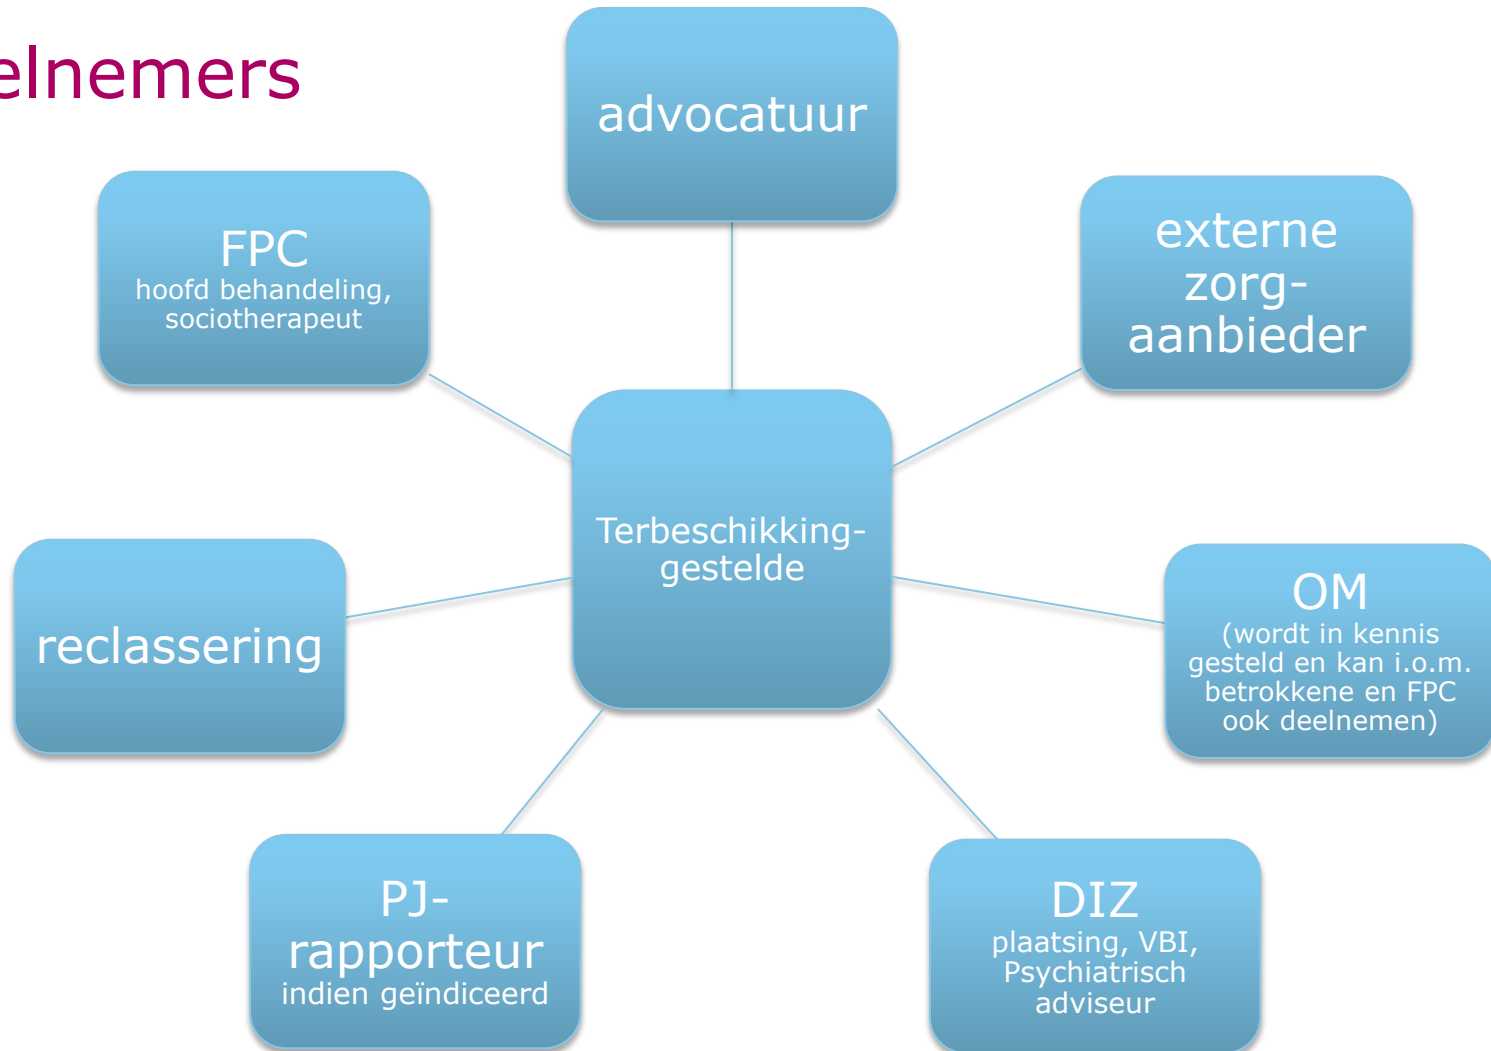 elnemers
advocatuur
FPC
hoofd behandeling,
sociotherapeut
externe
zorg-
aanbieder
Terbeschikking-
gestelde
reclassering
OM
(wordt in kennis
gesteld en kan i.o.m.
betrokkene en FPC
ook deelnemen)
PJ-
rapporteur
indien geïndiceerd
DIZ
plaatsing, VBI,
Psychiatrisch
adviseur